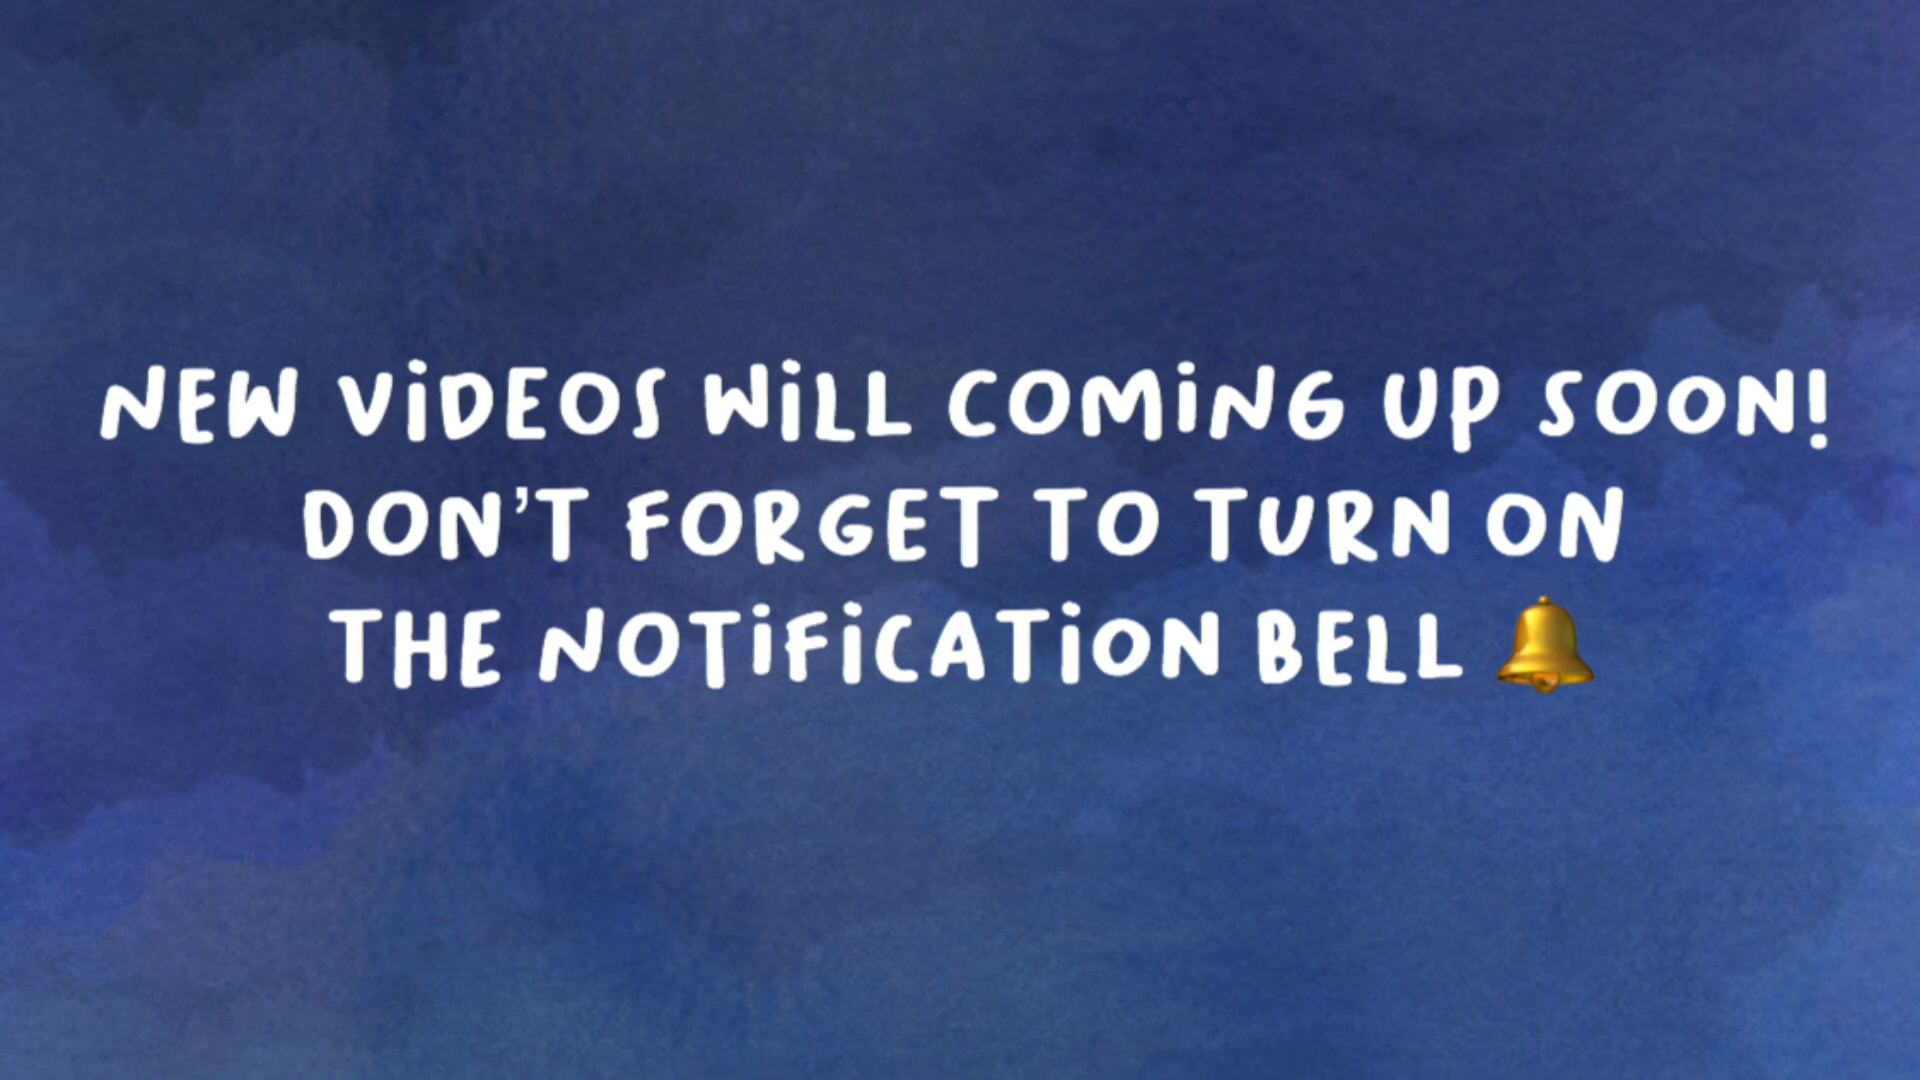 NEW ViDEOS WiLL COMiNG UP SOON!
DON'T FORGET TO TURN ON
THE NOTiFiCATiON BELL 🔔